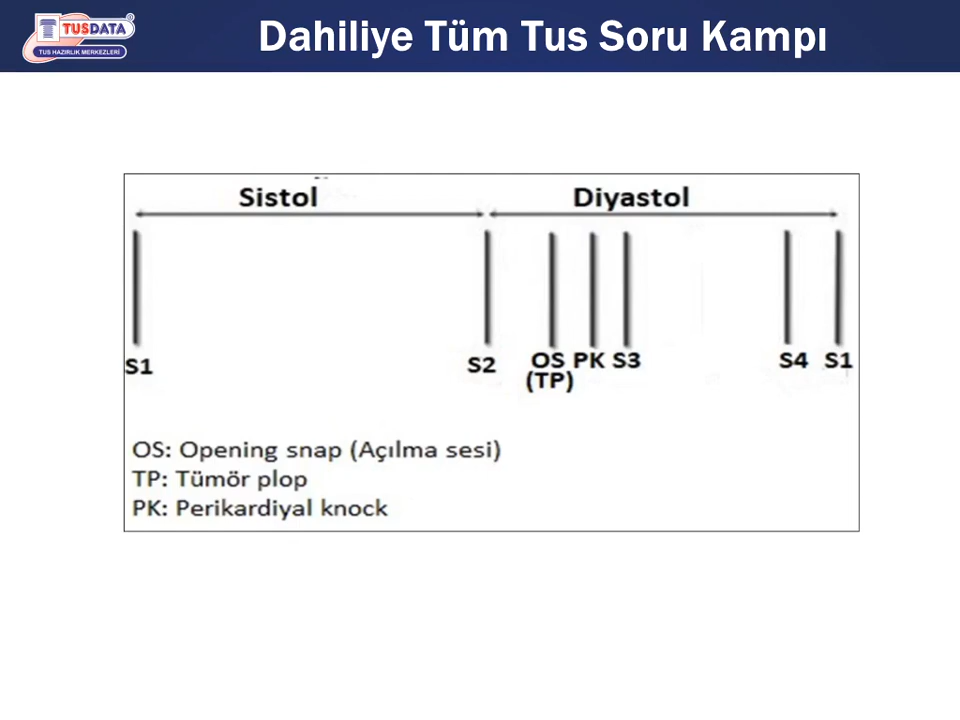 TUSDATA
TUS HAZIRLIK MERKEZLERİ
Dahiliye Tüm Tus Soru Kampı
Sistol Diyastol
S1 S2 OS PK S3 S4 S1
(TP)
OS: Opening snap (Açılma sesi)
TP: Tümör plop
PK: Perikardiyal knock